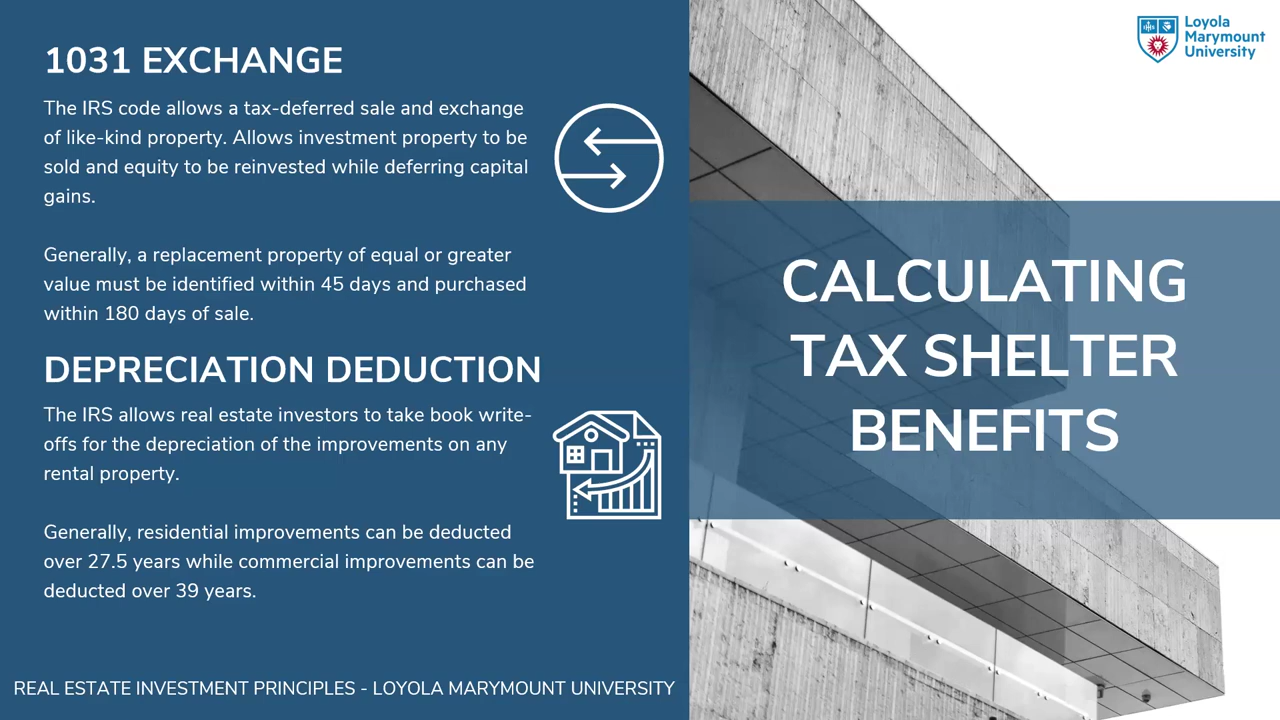 1031 EXCHANGE
The IRS code allows a tax-deferred sale and exchange
of like-kind property. Allows investment property to be
sold and equity to be reinvested while deferring capital
gains.
Generally, a replacement property of equal or greater
value must be identified within 45 days and purchased
within 180 days of sale.
DEPRECIATION DEDUCTION
The IRS allows real estate investors to take book write-
offs for the depreciation of the improvements on any
rental property.
Generally, residential improvements can be deducted
over 27.5 years while commercial improvements can be
deducted over 39 years.
REAL ESTATE INVESTMENT PRINCIPLES - LOYOLA MARYMOUNT UNIVERSITY
Loyola
Marymount
University
CALCULATING
TAX SHELTER
BENEFITS